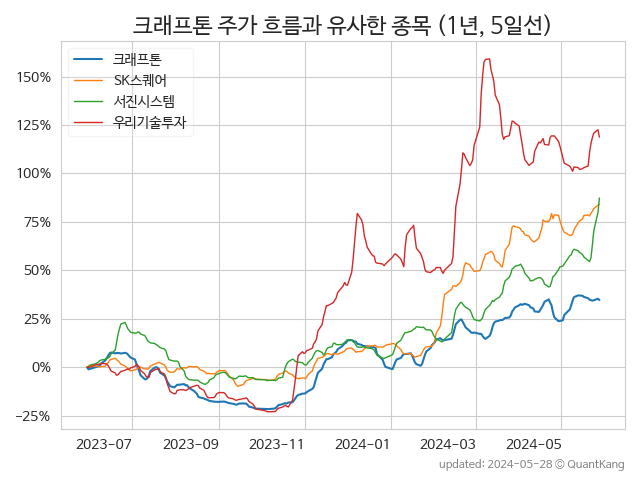 크래프톤 주가 흐름과 유사한 종목 (1년, 5일선)
크래프톤
SK스퀘어
서진시스템
우리기술투자
150%
125%
100%
75%
50%
25%
0%
−25%
2023-07
2023-09
2023-11
2024-01
2024-03
2024-05
updated: 2024-05-28 © QuantKang